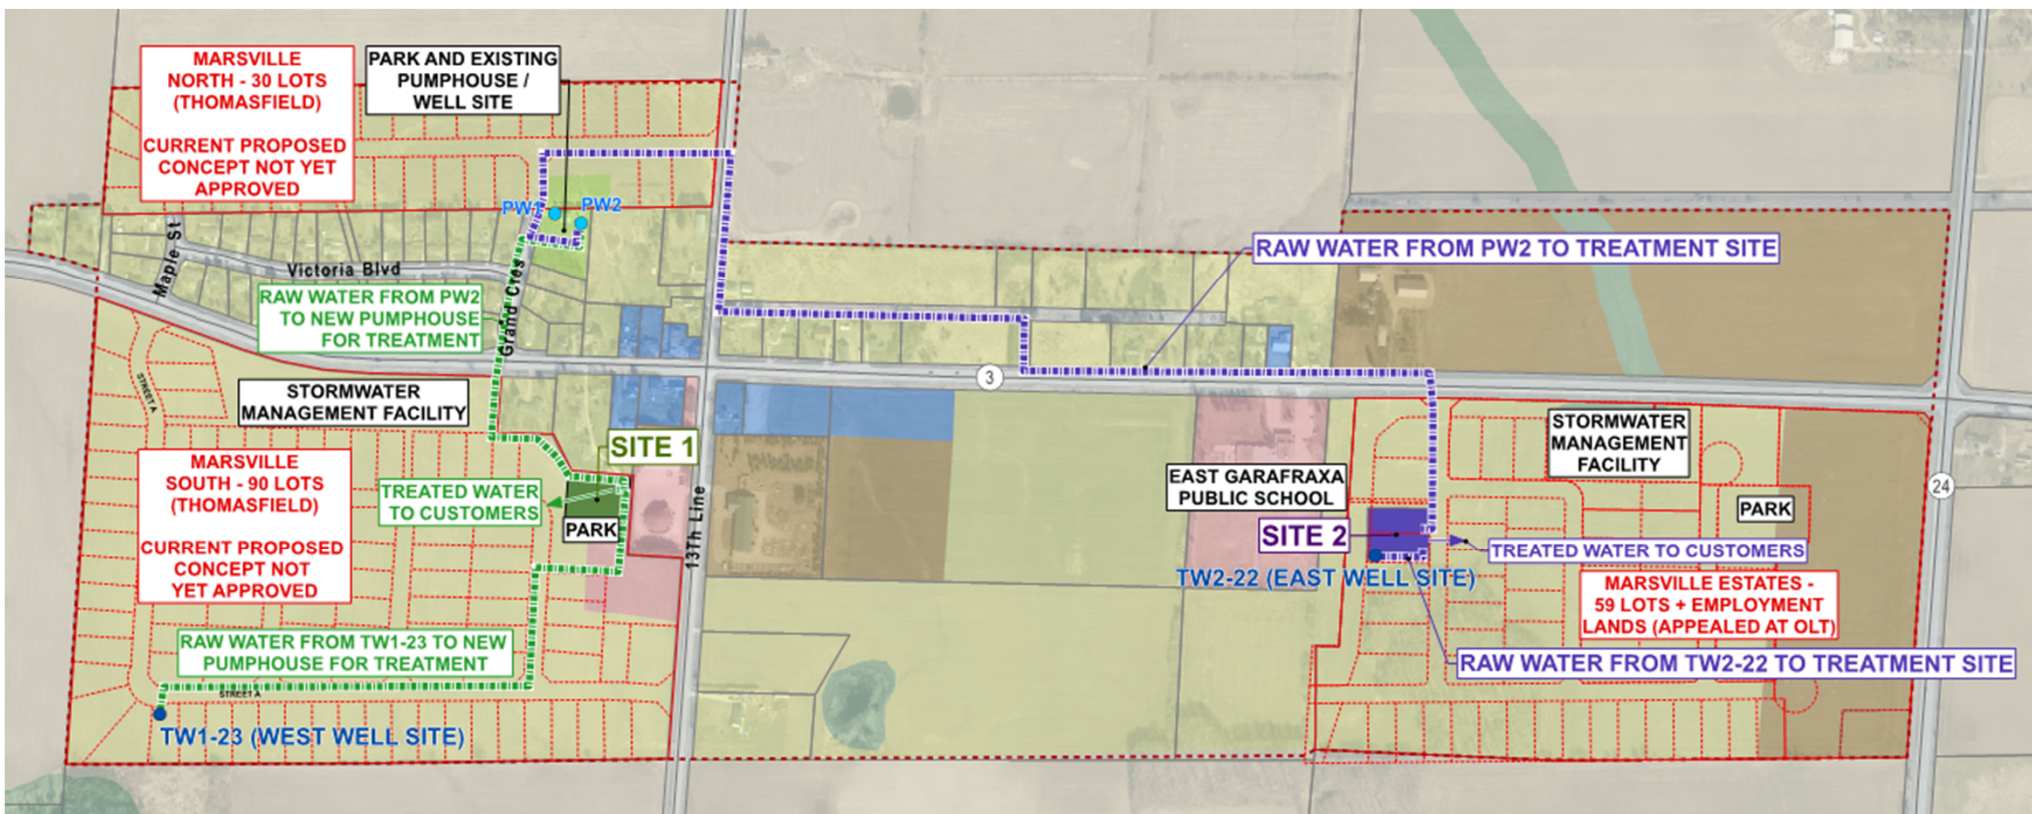 MARSVILLE
NORTH - 30 LOTS
(THOMASFIELD)
CURRENT PROPOSED
CONCEPT NOT YET
APPROVED
PARK AND EXISTING
PUMPHOUSE /
WELL SITE
PW1
PW2
Maple St
Victoria Blvd
Grand Cres
RAW WATER FROM PW2
TO NEW PUMPHOUSE
FOR TREATMENT
RAW WATER FROM PW2 TO TREATMENT SITE
STREET A
STORMWATER
MANAGEMENT FACILITY
3
SITE 1
MARSVILLE
SOUTH - 90 LOTS
(THOMASFIELD)
CURRENT PROPOSED
CONCEPT NOT
YET APPROVED
TREATED WATER
TO CUSTOMERS
PARK
13Th Line
EAST GARAFRAXA
PUBLIC SCHOOL
STORMWATER
MANAGEMENT
FACILITY
PARK
24
SITE 2
TREATED WATER TO CUSTOMERS
TW2-22 (EAST WELL SITE)
MARSVILLE ESTATES -
59 LOTS + EMPLOYMENT
LANDS (APPEALED AT OLT)
RAW WATER FROM TW1-23 TO NEW
PUMPHOUSE FOR TREATMENT
RAW WATER FROM TW2-22 TO TREATMENT SITE
STREET A
TW1-23 (WEST WELL SITE)